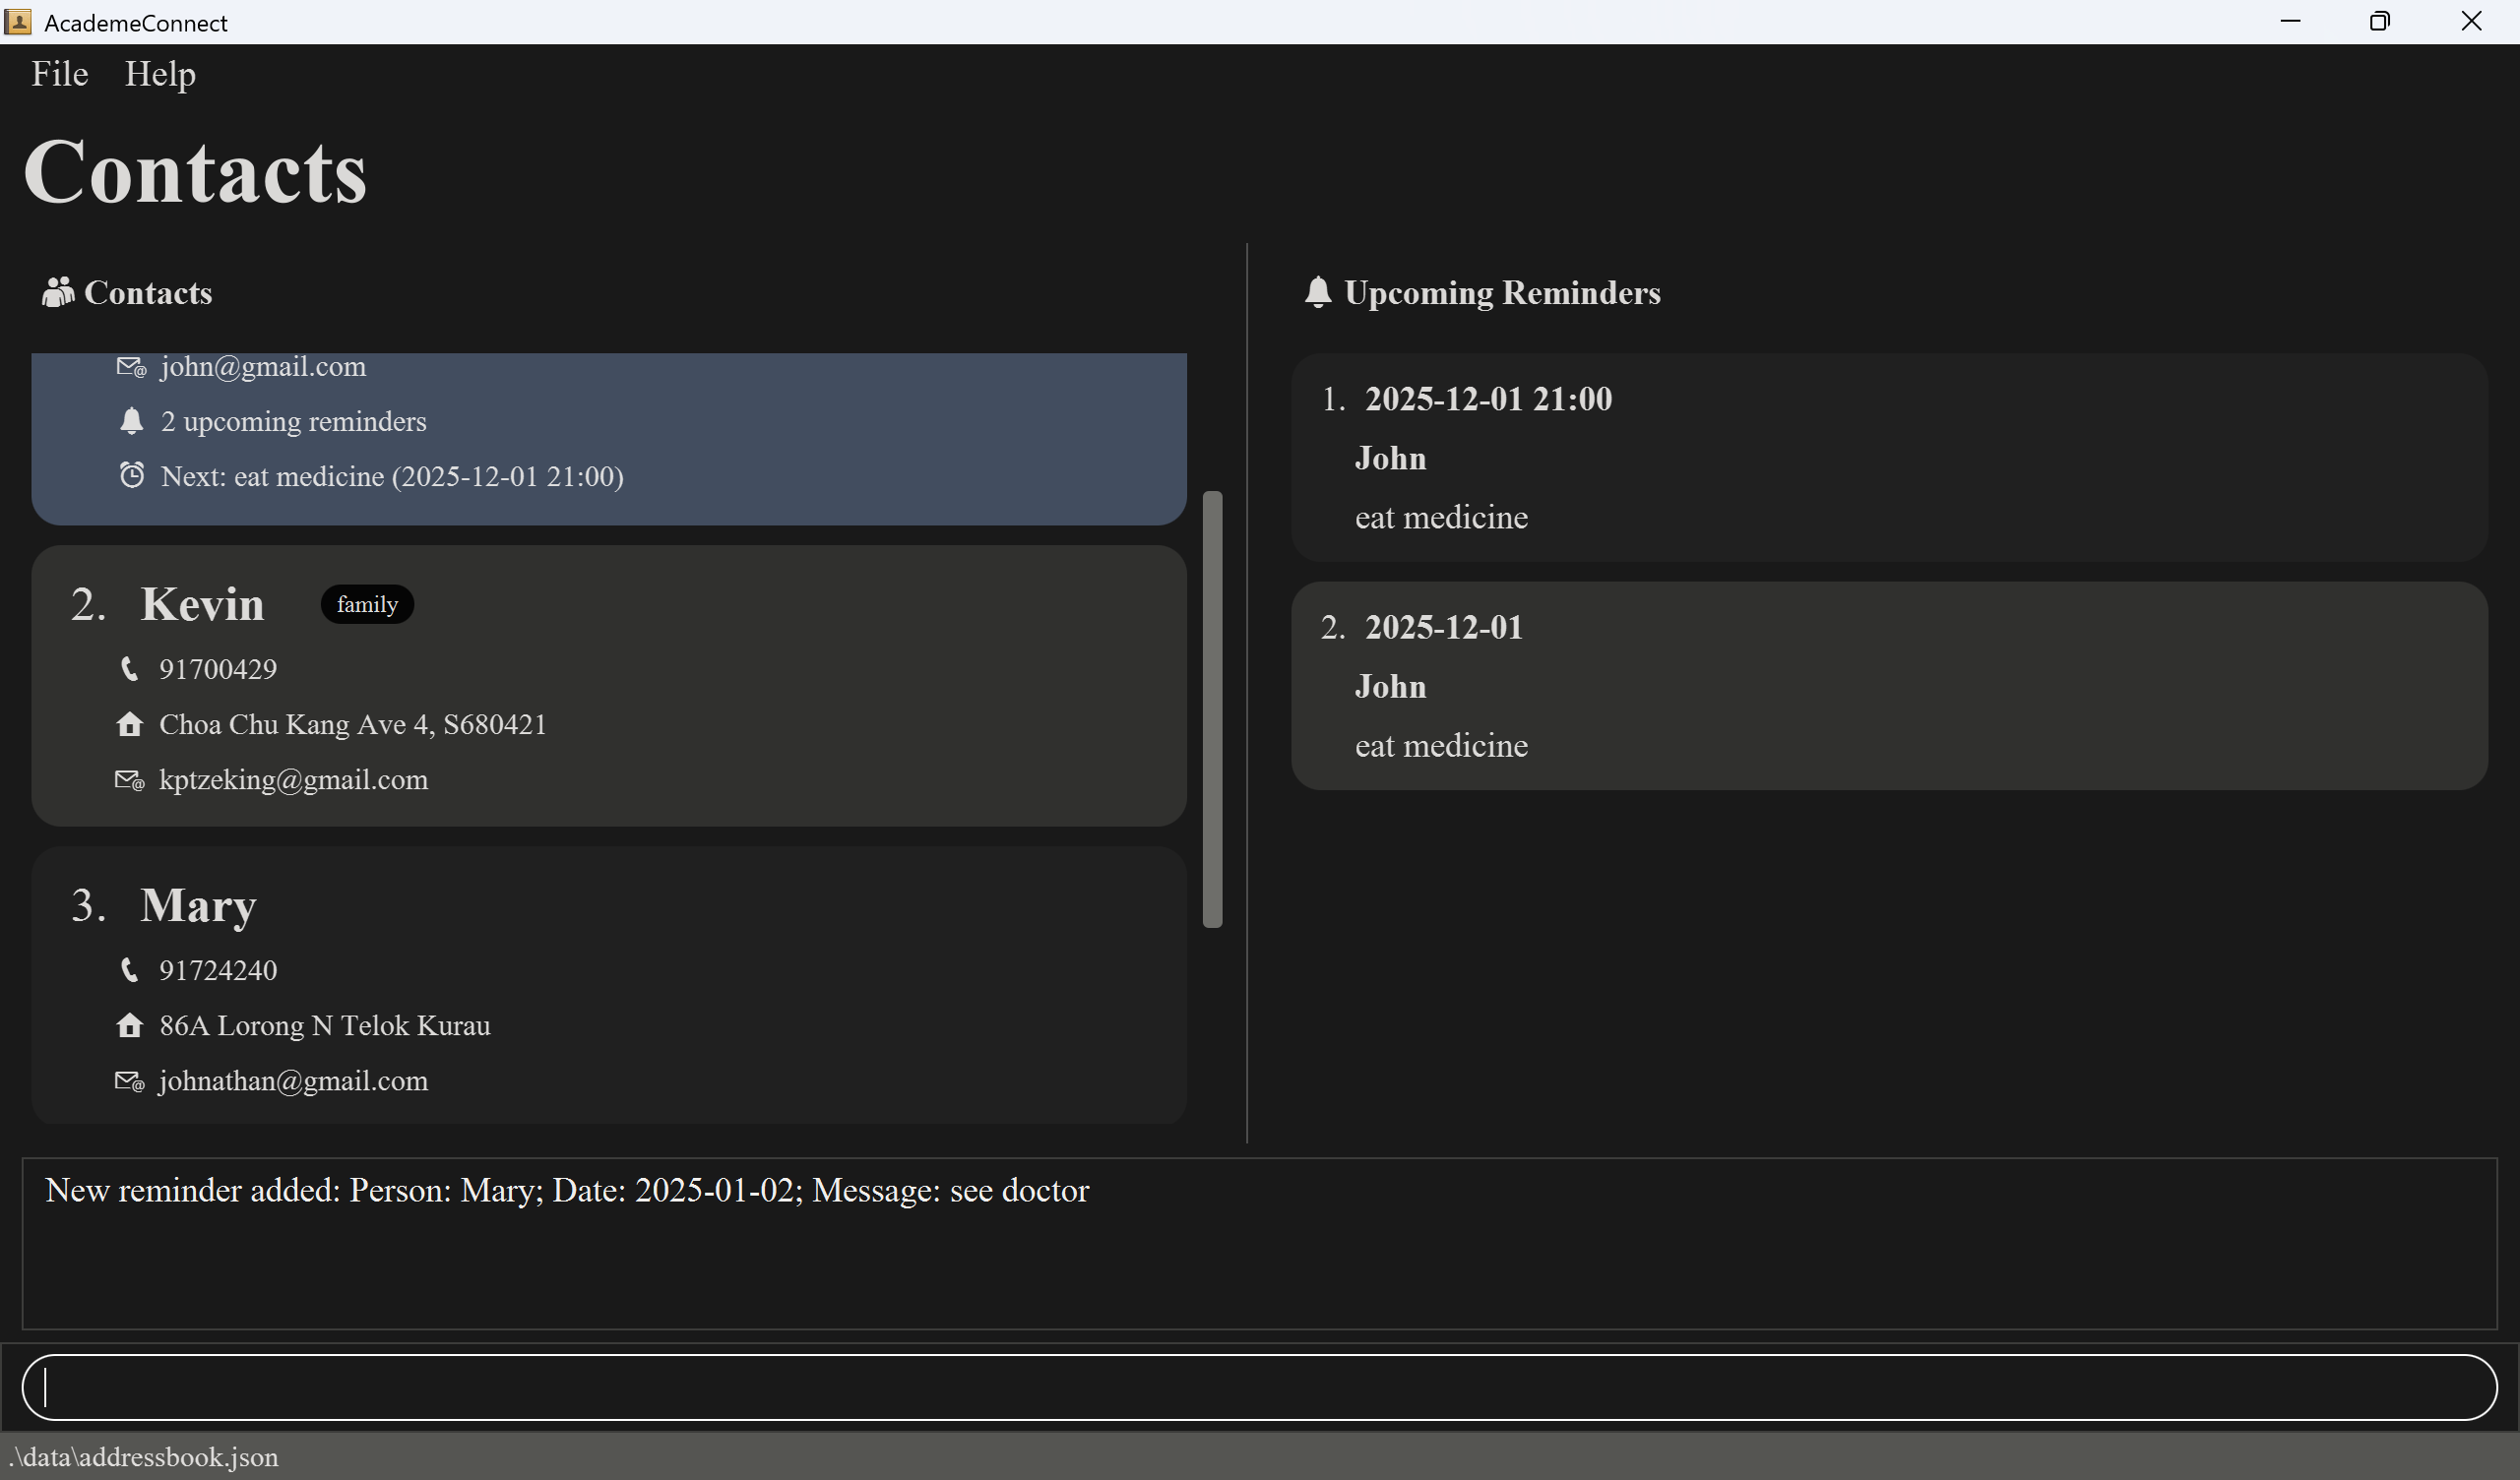 AcademeConnect
File Help
Contacts
Contacts
john@gmail.com
2 upcoming reminders
Next: eat medicine (2025-12-01 21:00)
2. Kevin family
91700429
Choa Chu Kang Ave 4, S680421
kptzeking@gmail.com
3. Mary
91724240
86A Lorong N Telok Kurau
johnathan@gmail.com
Upcoming Reminders
1. 2025-12-01 21:00
John
eat medicine
2. 2025-12-01
John
eat medicine
New reminder added: Person: Mary; Date: 2025-01-02; Message: see doctor
.\data\addressbook.json